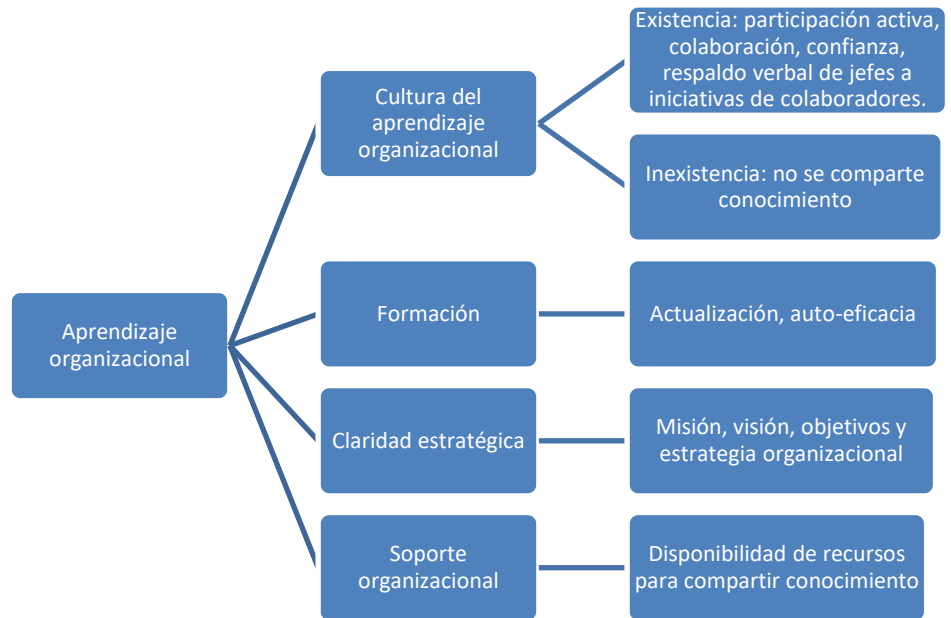 Aprendizaje
organizacional
Cultura del
aprendizaje
organizacional
Existencia: participación activa,
colaboración, confianza,
respaldo verbal de jefes a
iniciativas de colaboradores.
Inexistencia: no se comparte
conocimiento
Formación
Actualización, auto-eficacia
Claridad estratégica
Misión, visión, objetivos y
estrategia organizacional
Soporte
organizacional
Disponibilidad de recursos
para compartir conocimiento